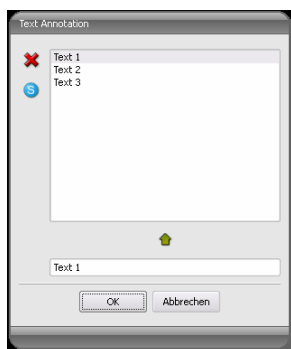 Text Annotation
Text 1
Text 2
Text 3
S
Text 1
OK
Abbrechen